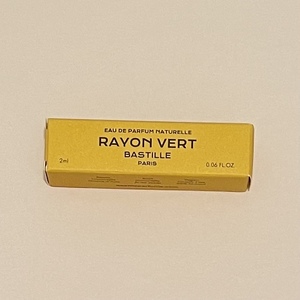 EAU DE PARFUM NATURELLE
RAYON VERT
BASTILLE
PARIS
2ml 0.06 fl.OZ.